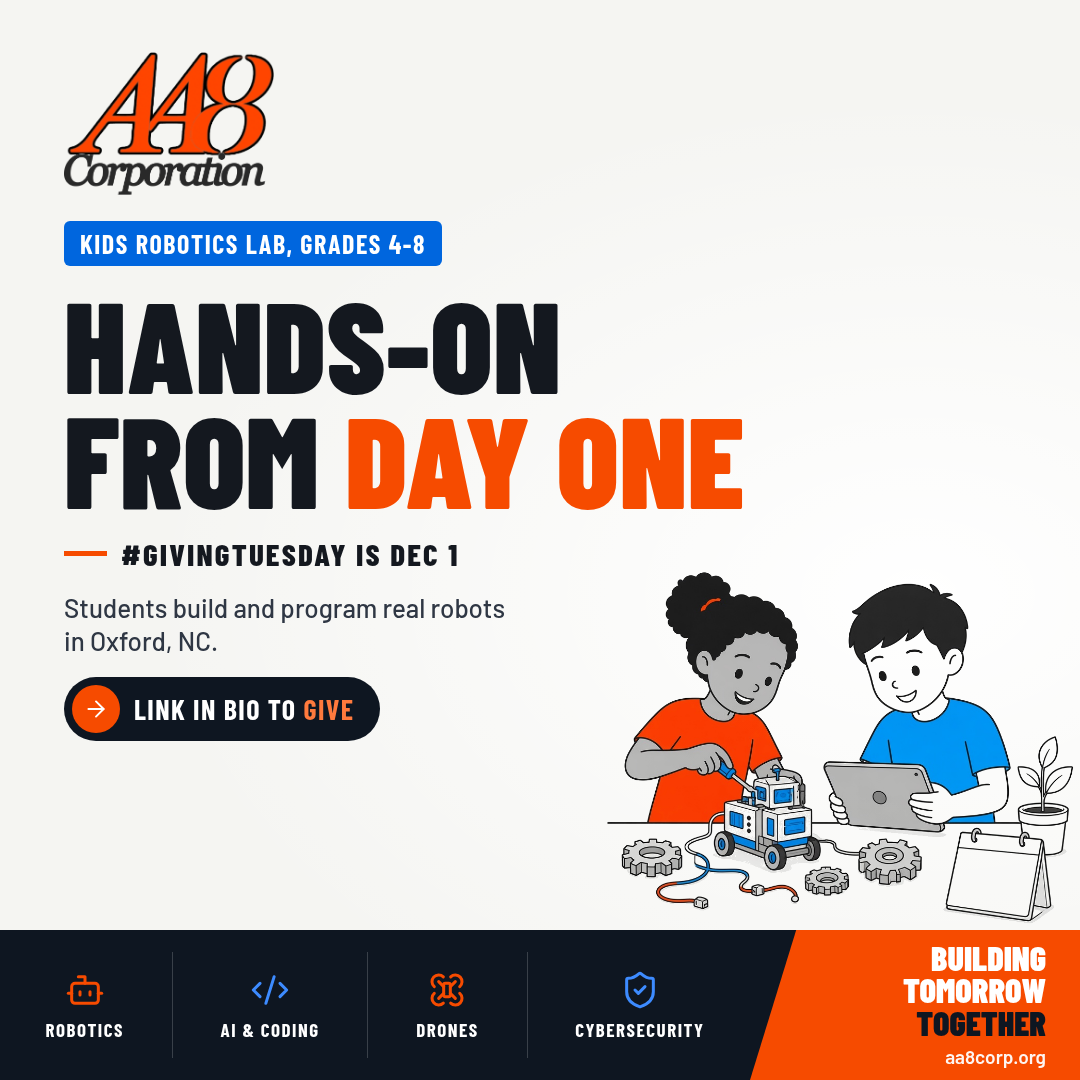 AA8
Corporation
KIDS ROBOTICS LAB, GRADES 4-8
HANDS-ON
FROM DAY ONE
#GIVINGTUESDAY IS DEC 1
Students build and program real robots
in Oxford, NC.
LINK IN BIO TO GIVE
ROBOTICS
AI & CODING
DRONES
CYBERSECURITY
BUILDING
TOMORROW
TOGETHER
aa8corp.org